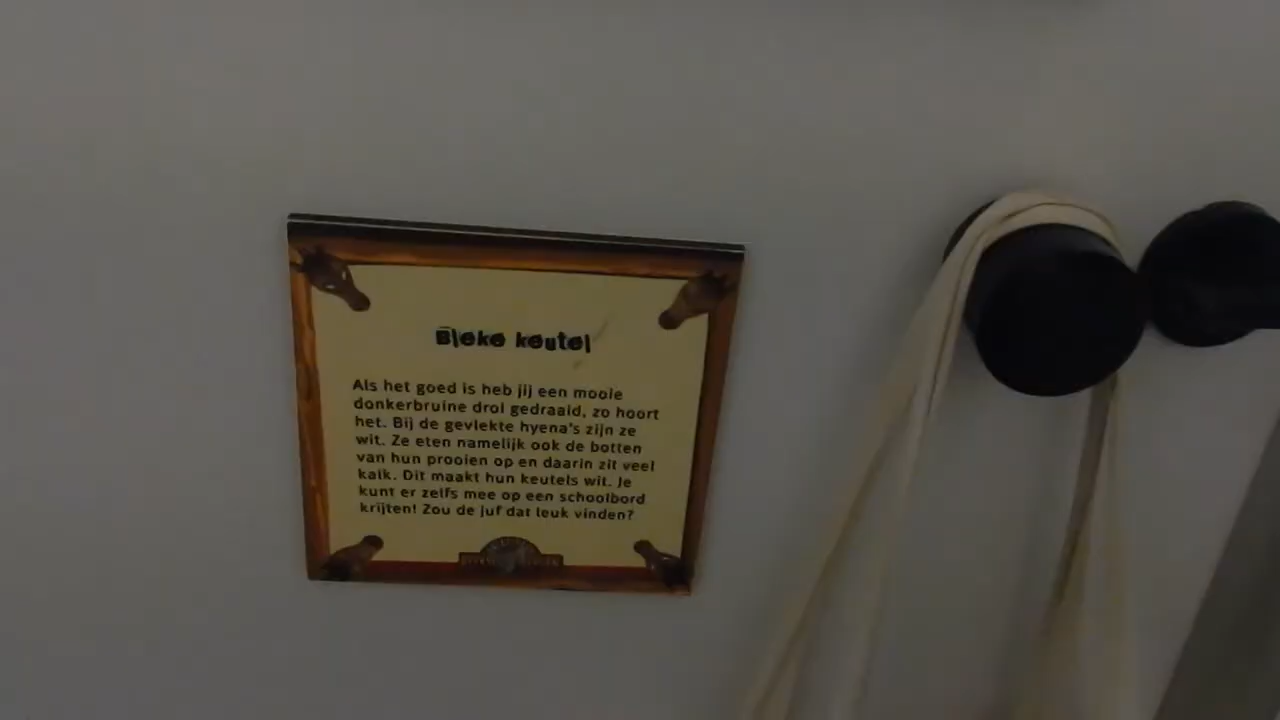 Bleke keutel
Als het goed is heb jij een mooie
donkerbruine drol gedraaid, zo hoort
het. Bij de gevlekte hyena's zijn ze
wit. Ze eten namelijk ook de botten
van hun prooien op en daarin zit veel
kalk. Dit maakt hun keutels wit. Je
kunt er zelfs mee op een schoolbord
krijten! Zou de juf dat leuk vinden?